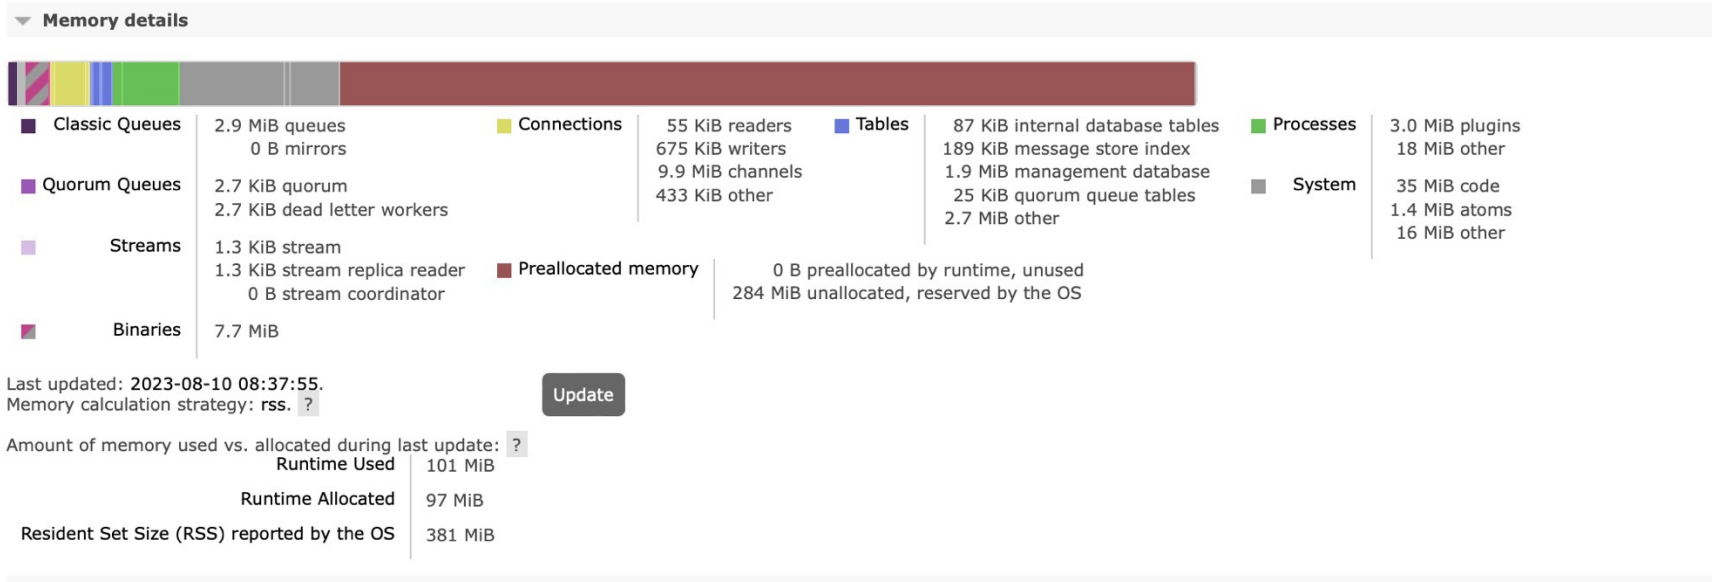 Memory details
Classic Queues
2.9 MiB queues
0 B mirrors
Quorum Queues
2.7 KiB quorum
2.7 KiB dead letter workers
Streams
1.3 KiB stream
1.3 KiB stream replica reader
0 B stream coordinator
Binaries
7.7 MiB
Connections
55 KiB readers
675 KiB writers
9.9 MiB channels
433 KiB other
Tables
87 KiB internal database tables
189 KiB message store index
1.9 MiB management database
25 KiB quorum queue tables
2.7 MiB other
Processes
3.0 MiB plugins
18 MiB other
System
35 MiB code
1.4 MiB atoms
16 MiB other
Preallocated memory
0 B preallocated by runtime, unused
284 MiB unallocated, reserved by the OS
Last updated: 2023-08-10 08:37:55.
Memory calculation strategy: rss. ?
Update
Amount of memory used vs. allocated during last update: ?
Runtime Used 101 MiB
Runtime Allocated 97 MiB
Resident Set Size (RSS) reported by the OS 381 MiB